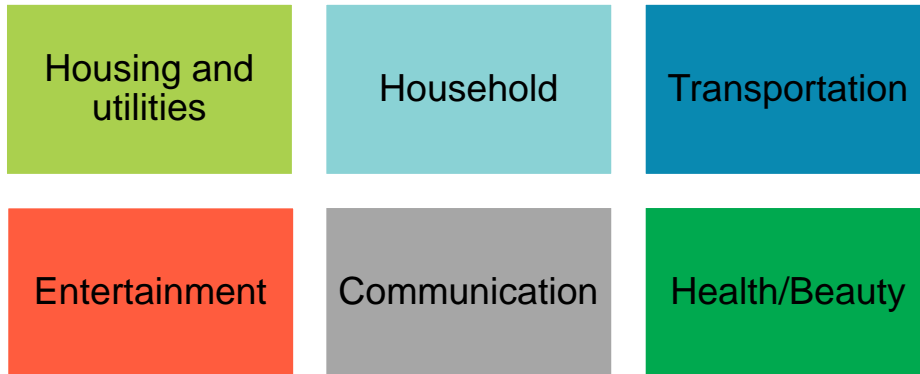 Housing and
utilities
Household
Transportation
Entertainment
Communication
Health/Beauty